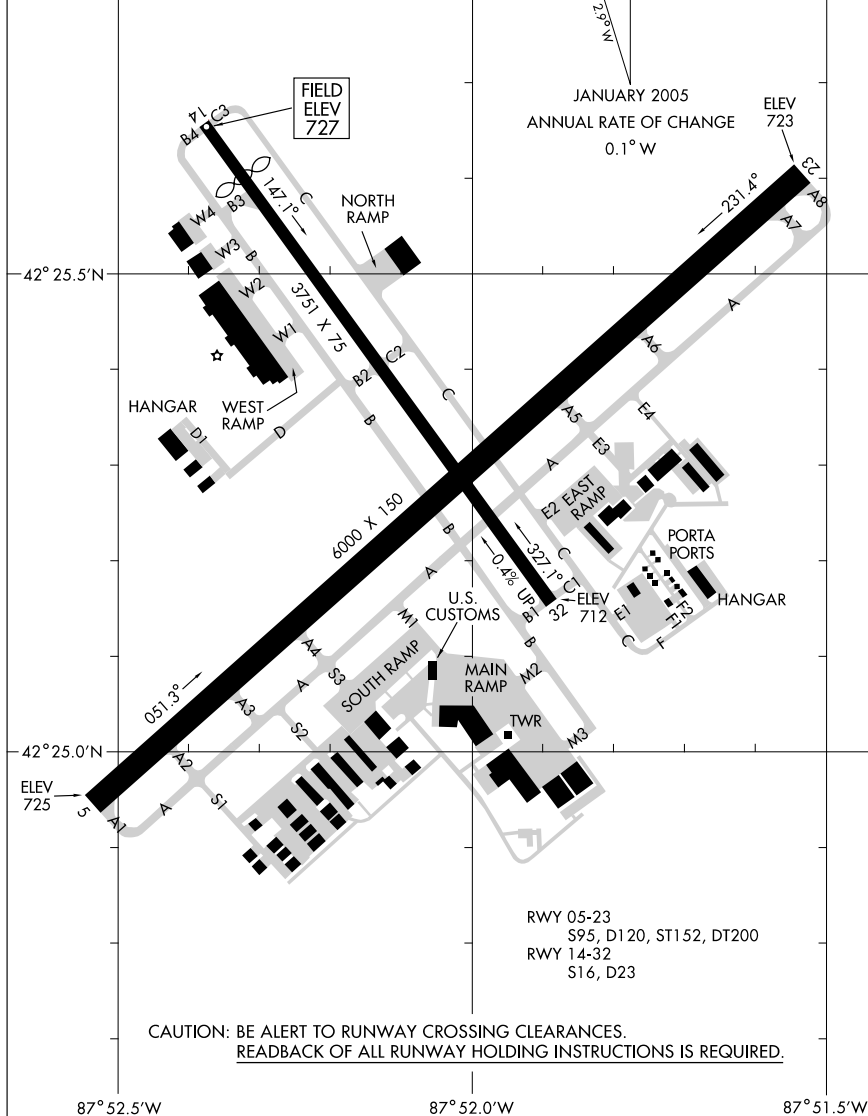 2.9° W
JANUARY 2005
ANNUAL RATE OF CHANGE
0.1° W
FIELD
ELEV
727
ELEV
723
14
C3
B4
23
A8
A7
147.1°
231.4°
C
NORTH
RAMP
B3
W4
W3
B
W2
W1
42° 25.5'N
3751 X 75
A
A6
C2
B2
HANGAR
WEST
RAMP
D1
D
B
C
A5
E4
E3
A
E2
EAST
RAMP
6000 X 150
B
C
PORTA
PORTS
327.1°
0.4% UP
C1
A
U.S.
CUSTOMS
M1
B1
32
ELEV
712
E1
F1
F2
HANGAR
C
F
B
A4
S3
SOUTH RAMP
MAIN
RAMP
M2
A
051.3°
A3
S2
TWR
M3
42° 25.0'N
A2
ELEV
725
5
A1
A
S1
RWY 05-23
S95, D120, ST152, DT200
RWY 14-32
S16, D23
CAUTION: BE ALERT TO RUNWAY CROSSING CLEARANCES.
READBACK OF ALL RUNWAY HOLDING INSTRUCTIONS IS REQUIRED.
87° 52.5'W
87° 52.0'W
87° 51.5'W